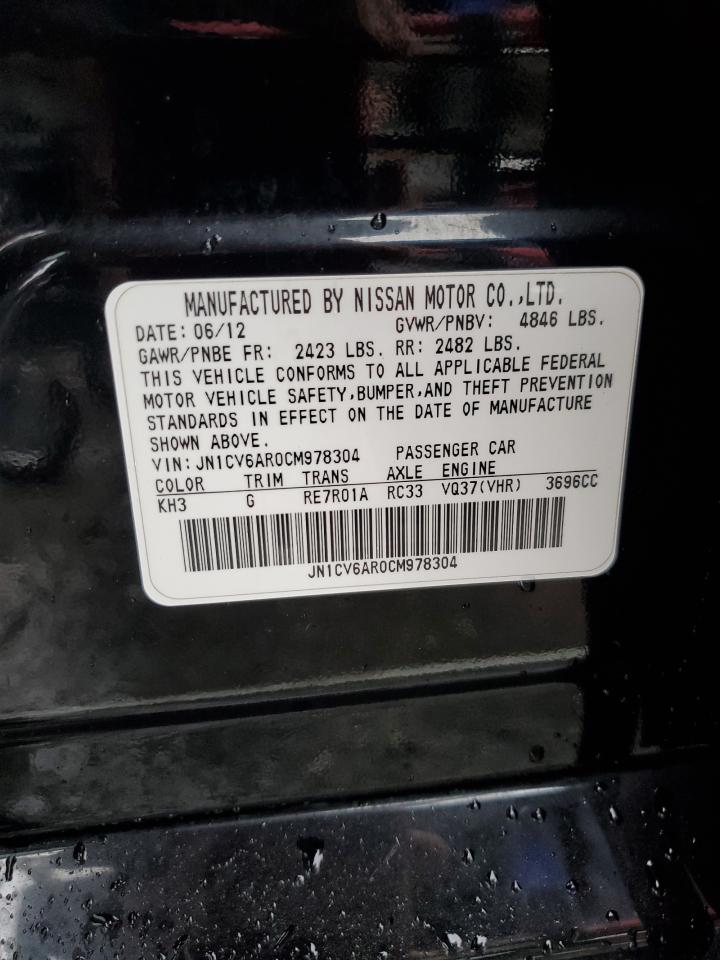 MANUFACTURED BY NISSAN MOTOR CO.,LTD.
DATE: 06/12 GVWR/PNBV: 4846 LBS.
GAWR/PNBE FR: 2423 LBS. RR: 2482 LBS.
THIS VEHICLE CONFORMS TO ALL APPLICABLE FEDERAL
MOTOR VEHICLE SAFETY,BUMPER,AND THEFT PREVENTION
STANDARDS IN EFFECT ON THE DATE OF MANUFACTURE
SHOWN ABOVE.
VIN: JN1CV6AR0CM978304 PASSENGER CAR
COLOR TRIM TRANS AXLE ENGINE
KH3 G RE7R01A RC33 VQ37(VHR) 3696CC
JN1CV6AR0CM978304